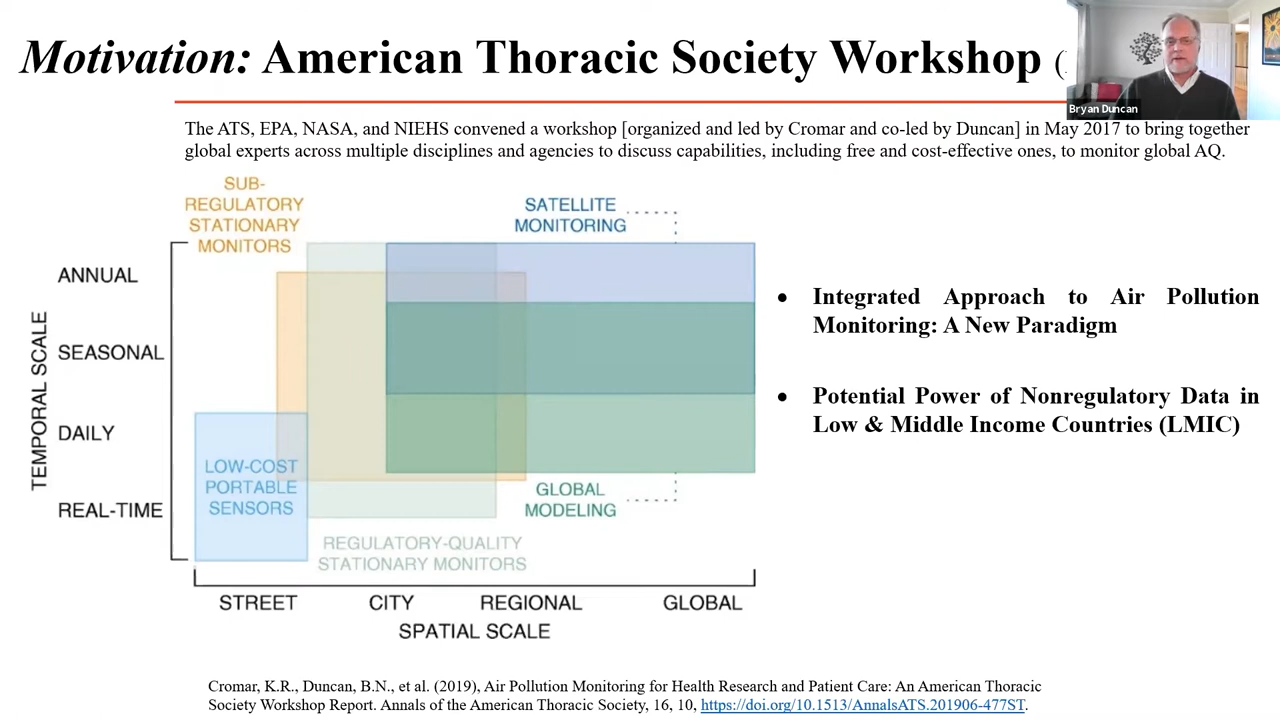 Motivation: American Thoracic Society Workshop (
Bryan Duncan
The ATS, EPA, NASA, and NIEHS convened a workshop [organized and led by Cromar and co-led by Duncan] in May 2017 to bring together
global experts across multiple disciplines and agencies to discuss capabilities, including free and cost-effective ones, to monitor global AQ.
SUB-
REGULATORY
STATIONARY
MONITORS
SATELLITE
MONITORING
TEMPORAL SCALE
ANNUAL
SEASONAL
DAILY
REAL-TIME
LOW-COST
PORTABLE
SENSORS
GLOBAL
MODELING
REGULATORY-QUALITY
STATIONARY MONITORS
STREET
CITY
REGIONAL
GLOBAL
SPATIAL SCALE
• Integrated Approach to Air Pollution
Monitoring: A New Paradigm
• Potential Power of Nonregulatory Data in
Low & Middle Income Countries (LMIC)
Cromar, K.R., Duncan, B.N., et al. (2019), Air Pollution Monitoring for Health Research and Patient Care: An American Thoracic
Society Workshop Report. Annals of the American Thoracic Society, 16, 10, https://doi.org/10.1513/AnnalsATS.201906-477ST.